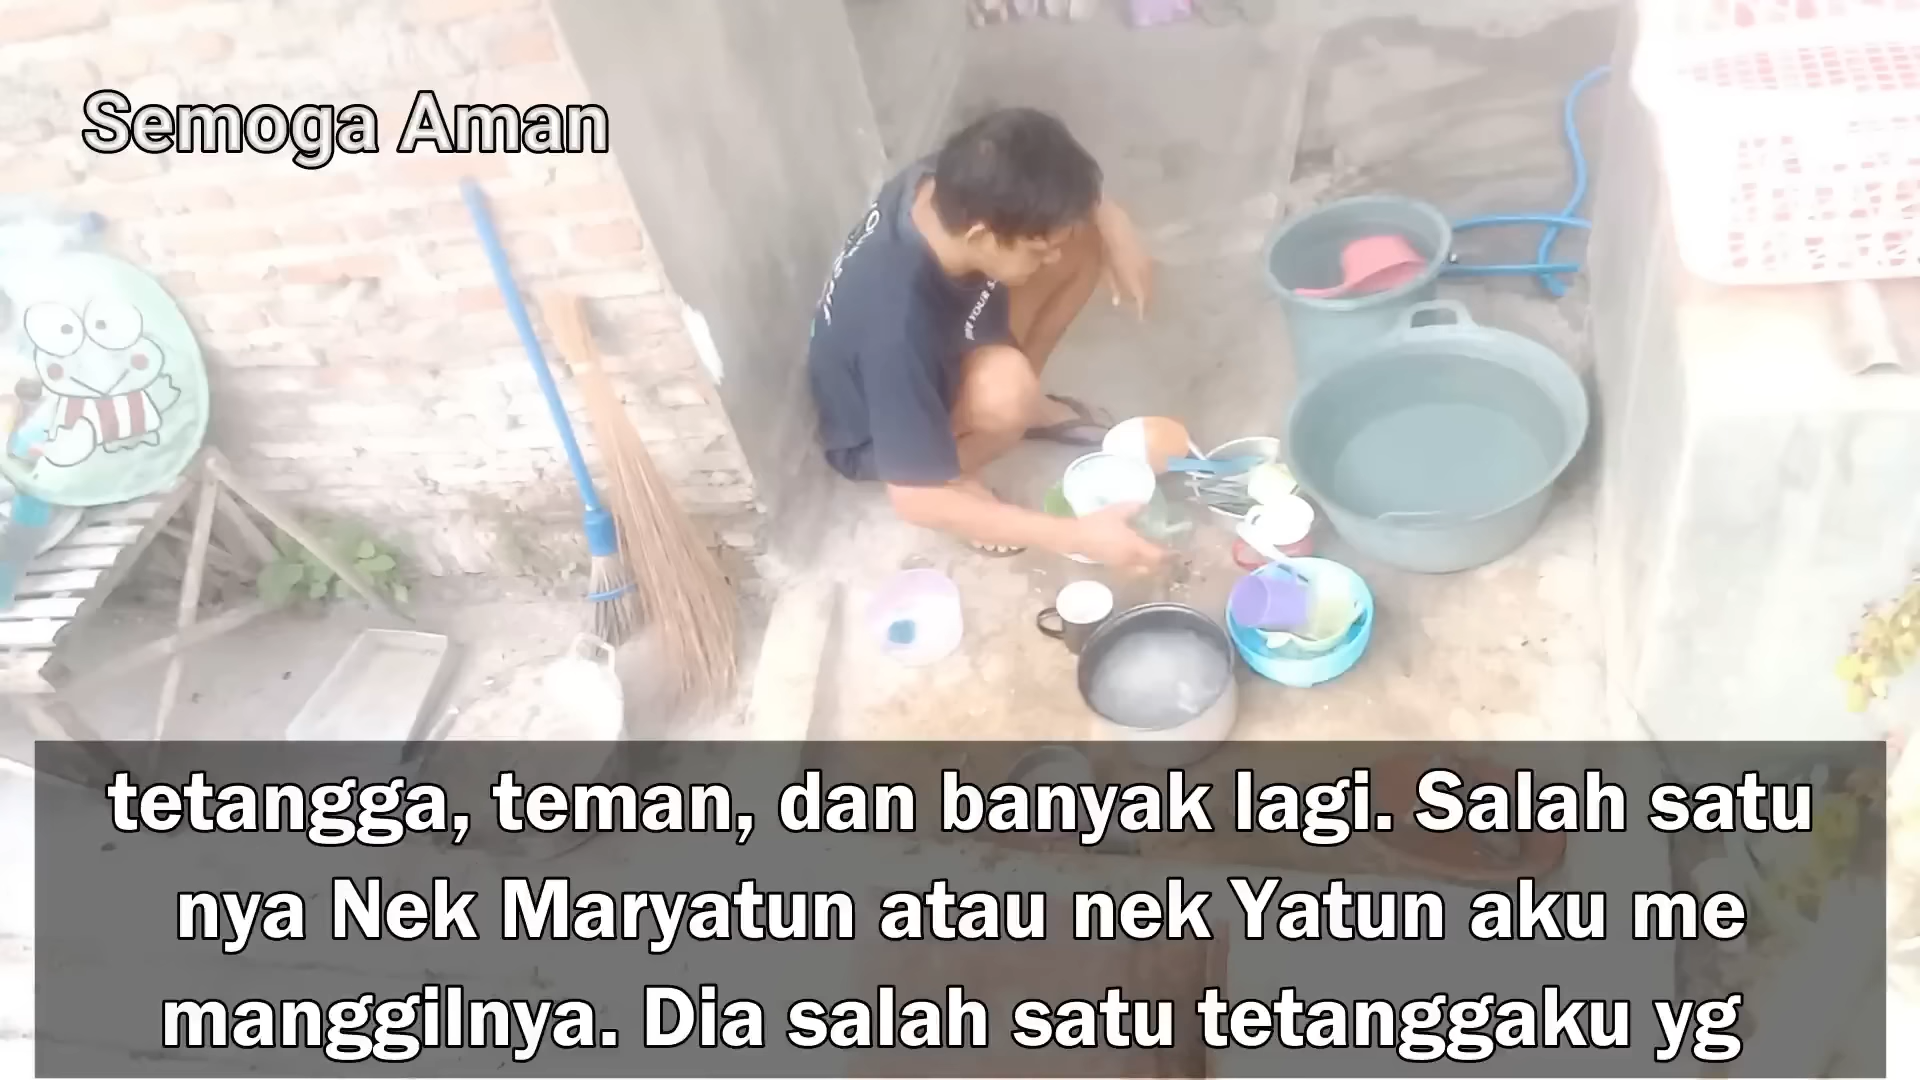 Semoga Aman
tetangga, teman, dan banyak lagi. Salah satu
nya Nek Maryatun atau nek Yatun aku me
manggilnya. Dia salah satu tetanggaku yg